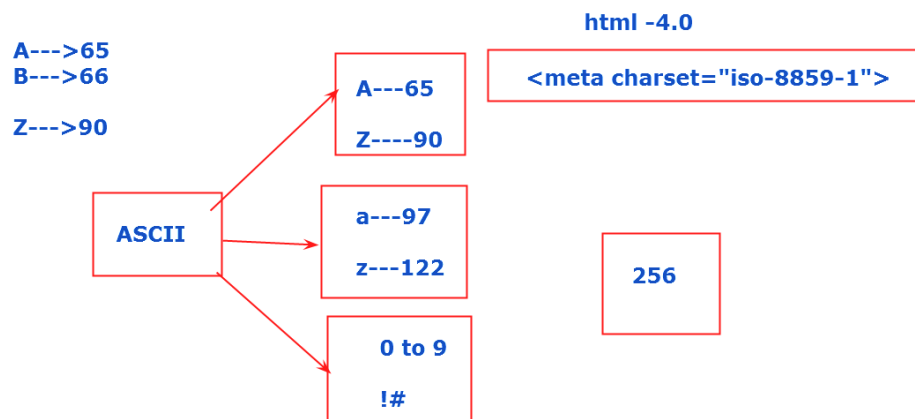 html -4.0
A--->65
B--->66
Z--->90
<meta charset="iso-8859-1">
A---65
Z----90
ASCII
a---97
z---122
256
0 to 9
!#